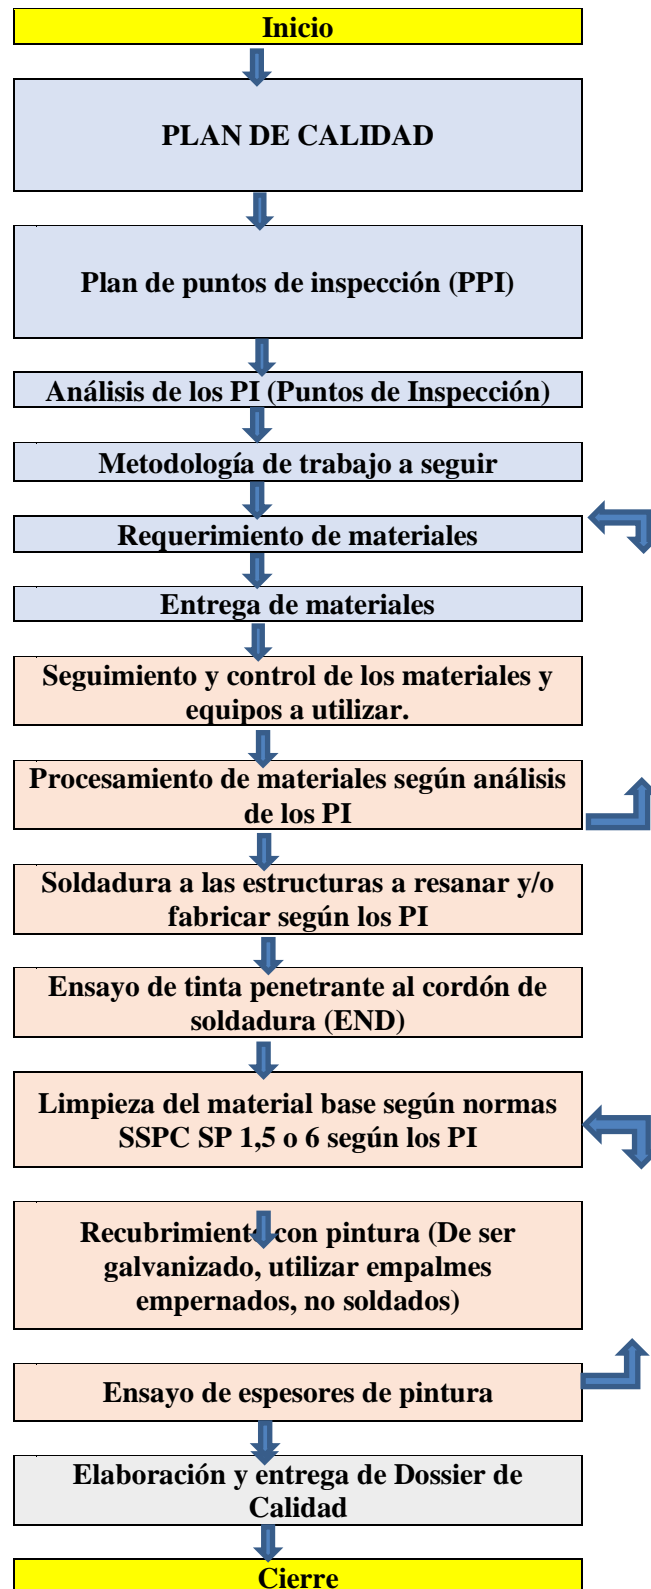 Inicio
PLAN DE CALIDAD
Plan de puntos de inspección (PPI)
Análisis de los PI (Puntos de Inspección)
Metodología de trabajo a seguir
Requerimiento de materiales
Entrega de materiales
Seguimiento y control de los materiales y
equipos a utilizar.
Procesamiento de materiales según análisis
de los PI
Soldadura a las estructuras a resanar y/o
fabricar según los PI
Ensayo de tinta penetrante al cordón de
soldadura (END)
Limpieza del material base según normas
SSPC SP 1,5 o 6 según los PI
Recubrimiento con pintura (De ser
galvanizado, utilizar empalmes
empernados, no soldados)
Ensayo de espesores de pintura
Elaboración y entrega de Dossier de
Calidad
Cierre